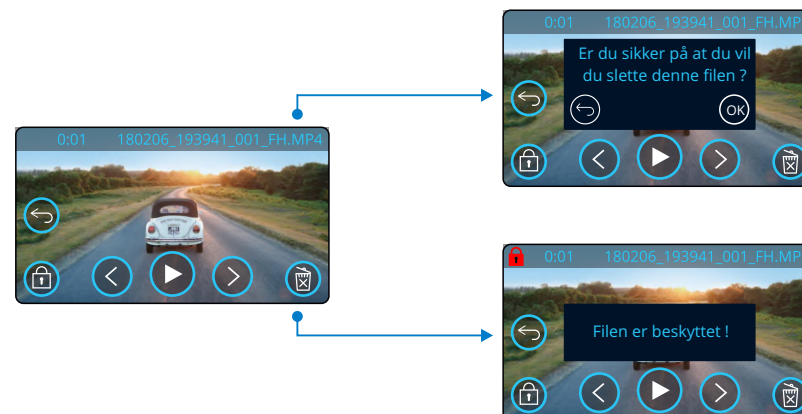 0:01 180206_193941_001_FH.MP4
0:01 180206_193941_001_FH.MP
Er du sikker på at du vil
du slette denne filen ?
OK
0:01 180206_193941_001_FH.MP
Filen er beskyttet !